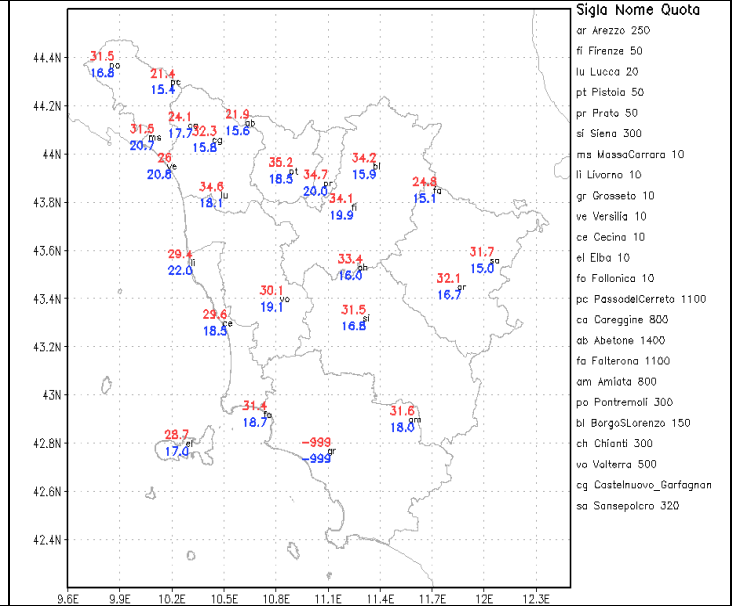 Sigla Nome Quota
ar Arezzo 250
fi Firenze 50
lu Lucca 20
pt Pistoia 50
pr Prato 50
si Siena 300
ms MassaCarrara 10
li Livorno 10
gr Grosseto 10
ve Versilia 10
ce Cecina 10
el Elba 10
fo Follonica 10
pc PassodelCerreto 1100
ca Careggine 800
ab Abetone 1400
fa Falterona 1100
am Amiata 800
po Pontremoli 300
bl BorgoSLorenzo 150
ch Chianti 300
vo Volterra 500
cg Castelnuovo_Garfagnan
sa Sansepolcro 320
44.4N
44.2N
44N
43.8N
43.6N
43.4N
43.2N
43N
42.8N
42.6N
42.4N
31.5
po
16.8
21.4
pc
15.4
24.1
ca
17.7
21.9
ab
15.6
31.5
ms
20.7
32.3
cg
15.8
26
ve
20.8
35.2
pt
18.5
34.7
pr
20.0
34.2
bl
15.9
24.8
fa
15.1
34.6
lu
18.1
34.1
fi
19.9
29.4
li
22.0
33.4
ch
16.0
31.7
sa
15.0
32.1
ar
16.7
30.1
vo
19.1
29.6
ce
18.5
31.5
si
16.8
31.4
fo
18.7
31.6
am
18.0
28.7
el
17.0
-999
gr
-999
9.6E 9.9E 10.2E 10.5E 10.8E 11.1E 11.4E 11.7E 12E 12.3E